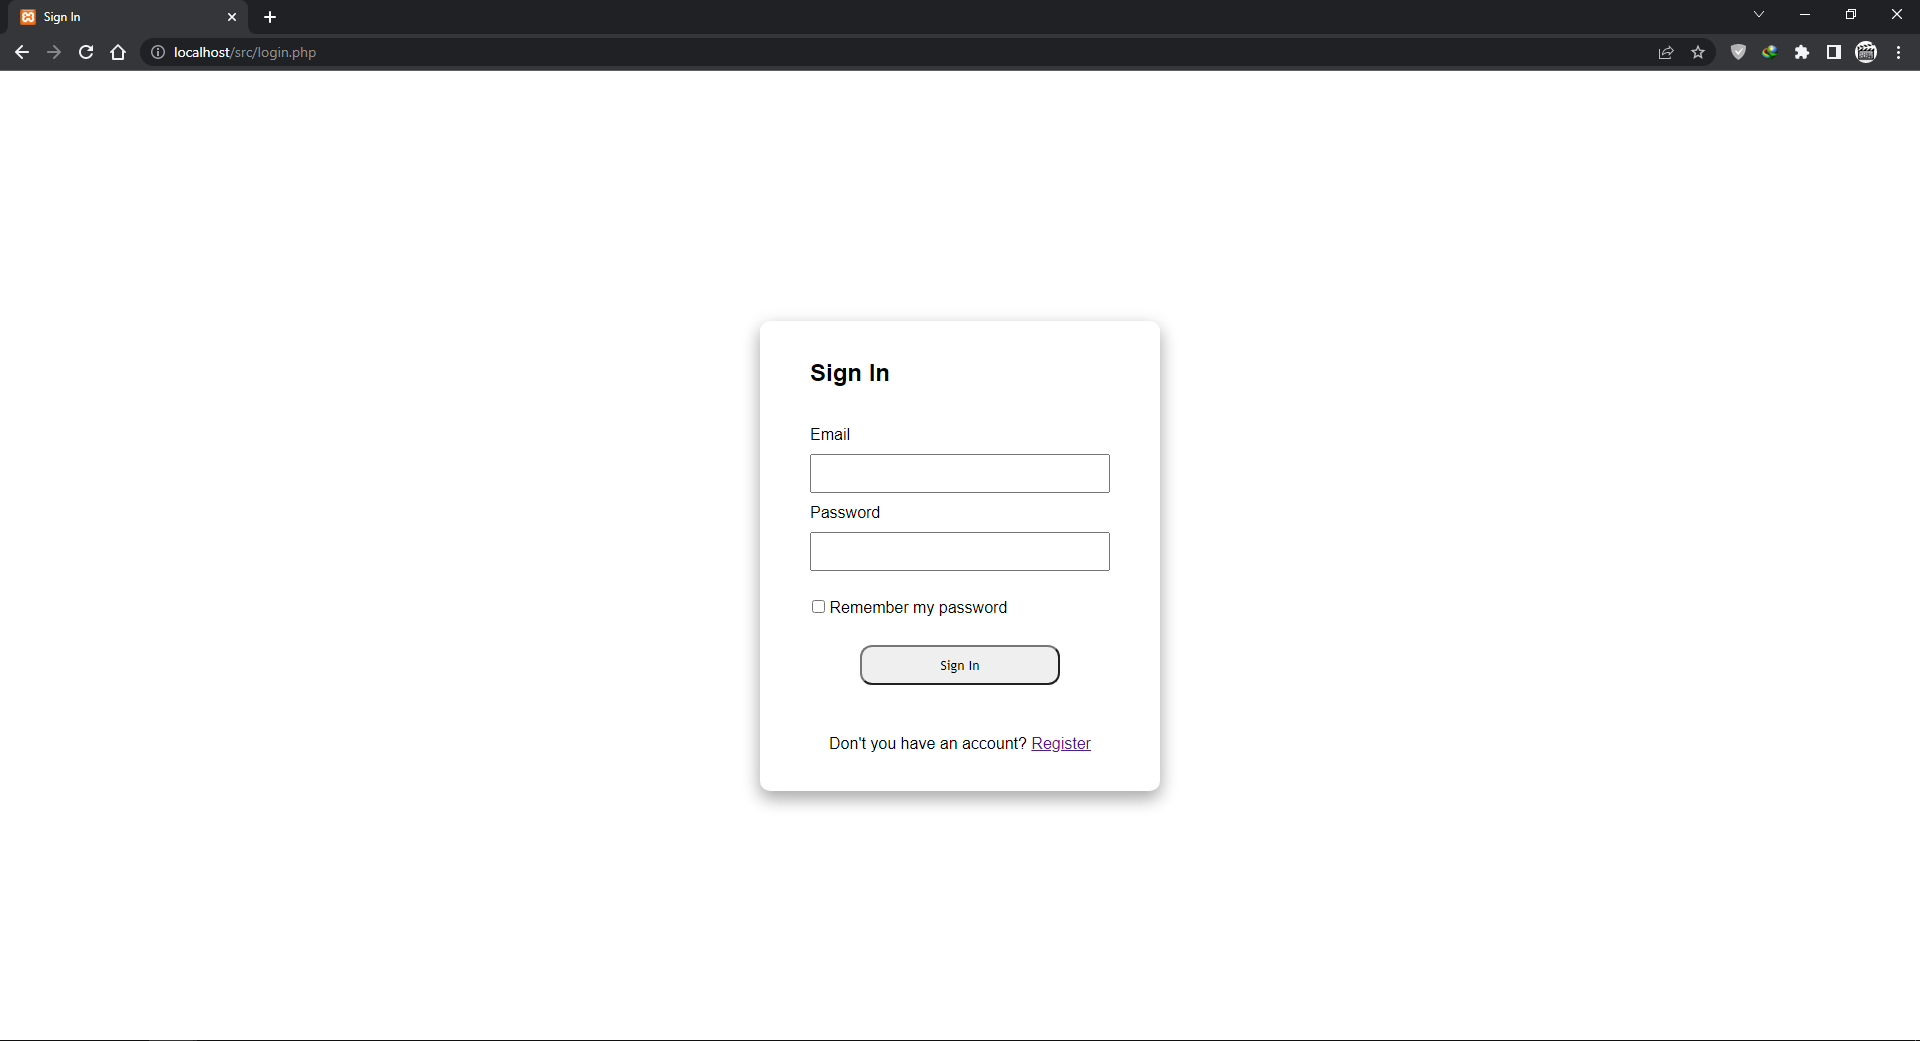 Sign In
localhost/src/login.php
Sign In
Email
Password
Remember my password
Sign In
Don't you have an account? Register